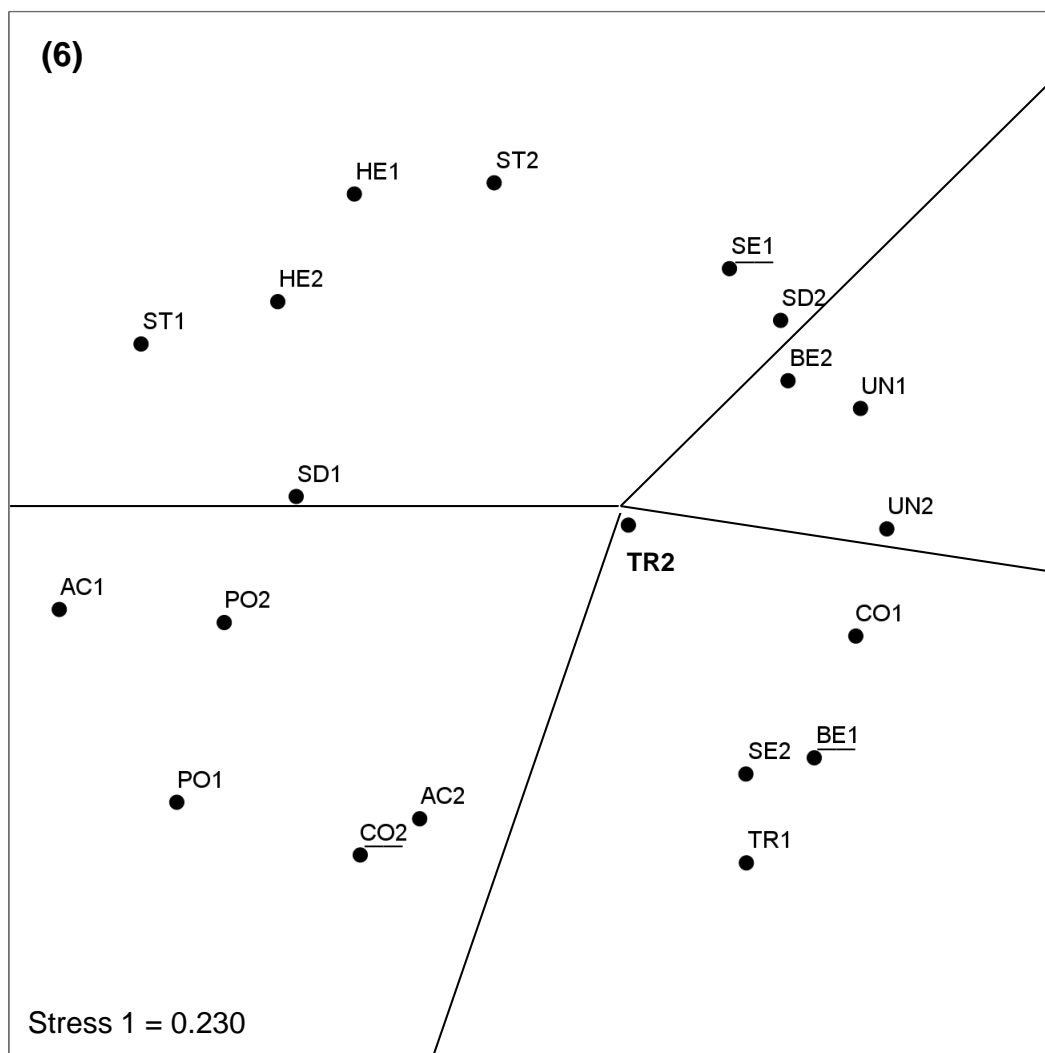 (6)
ST2
HE1
SE1
HE2
SD2
ST1
BE2
UN1
SD1
UN2
TR2
AC1
PO2
CO1
BE1
SE2
PO1
AC2
CO2
TR1
Stress 1 = 0.230